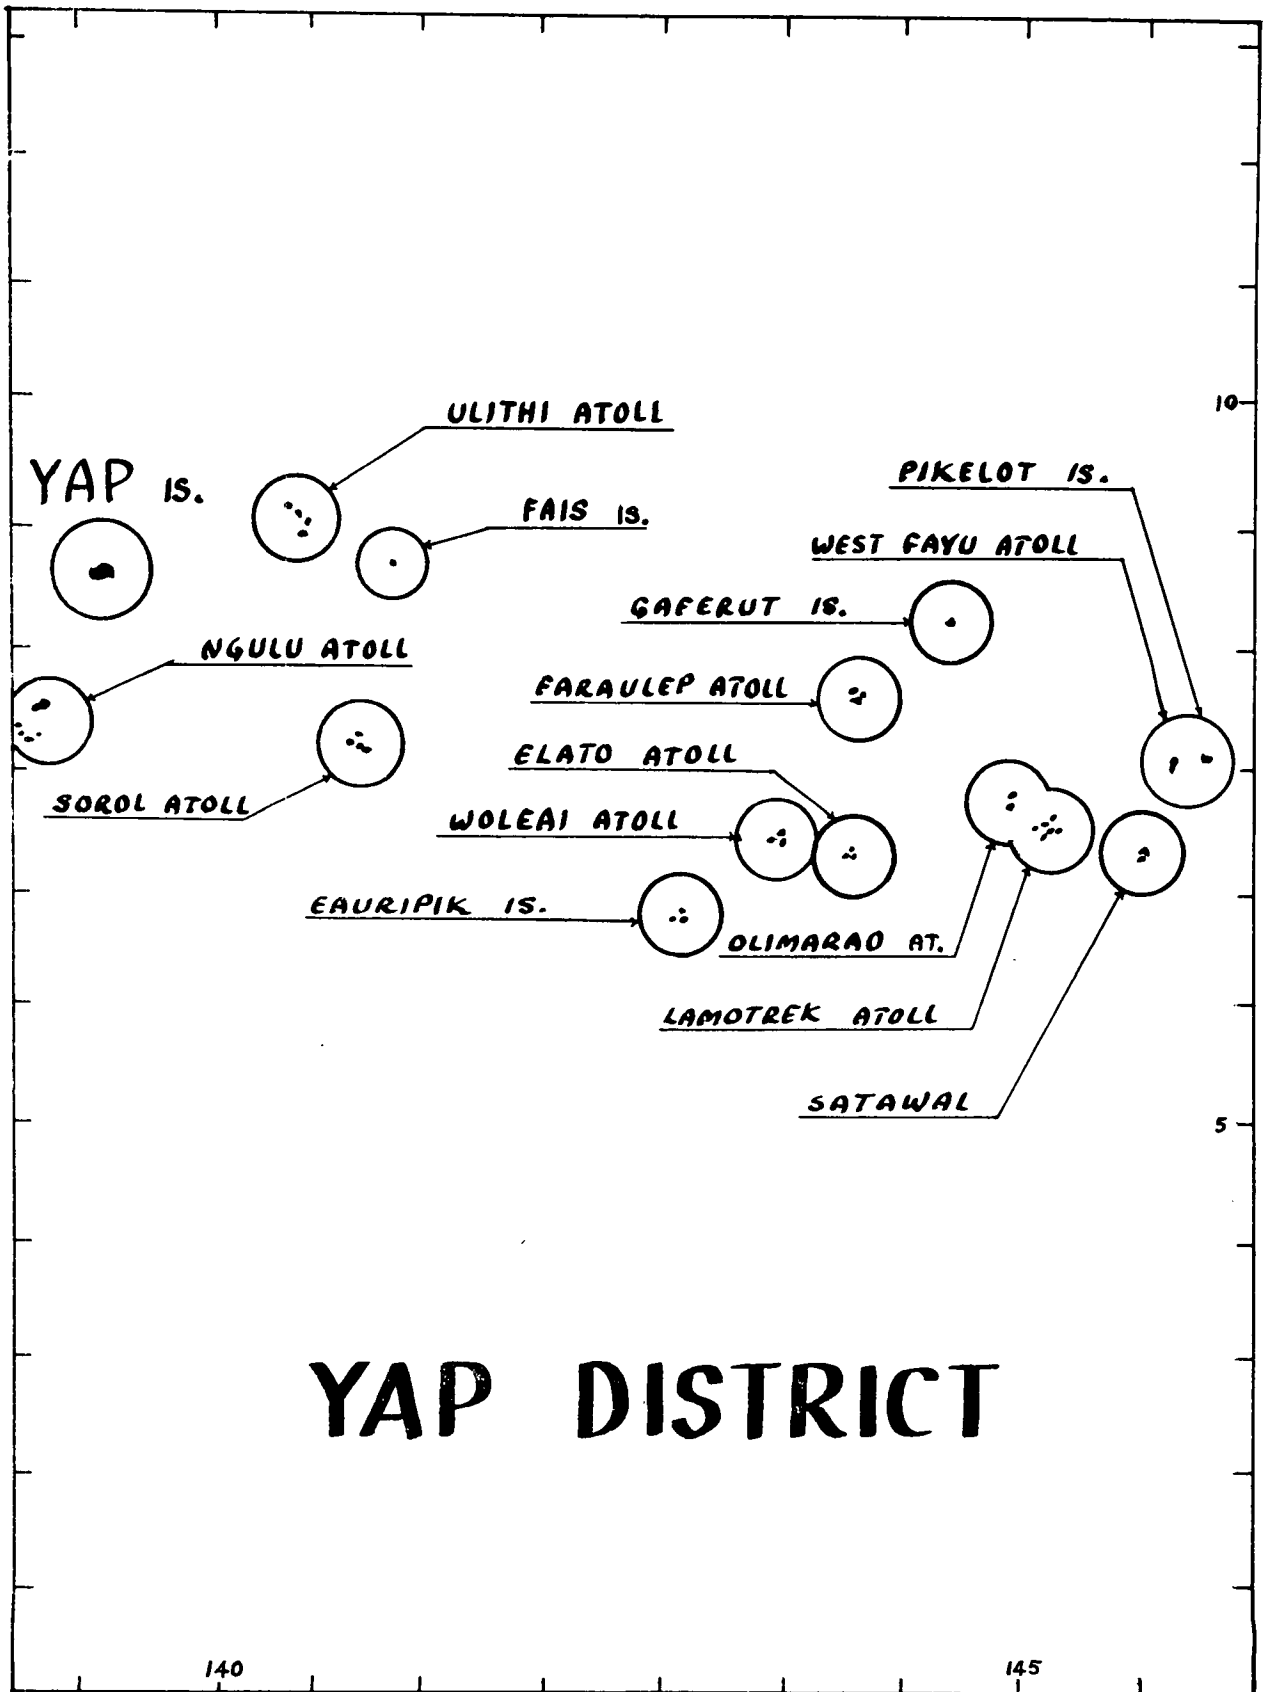 ULITHI ATOLL
10
YAP IS.
PIKELOT IS.
FAIS IS.
WEST FAYU ATOLL
GAFERUT IS.
NGULU ATOLL
FARAULEP ATOLL
ELATO ATOLL
SOROL ATOLL
WOLEAI ATOLL
EAURIPIK IS.
OLIMARAO AT.
LAMOTREK ATOLL
SATAWAL
5
YAP DISTRICT
140
145